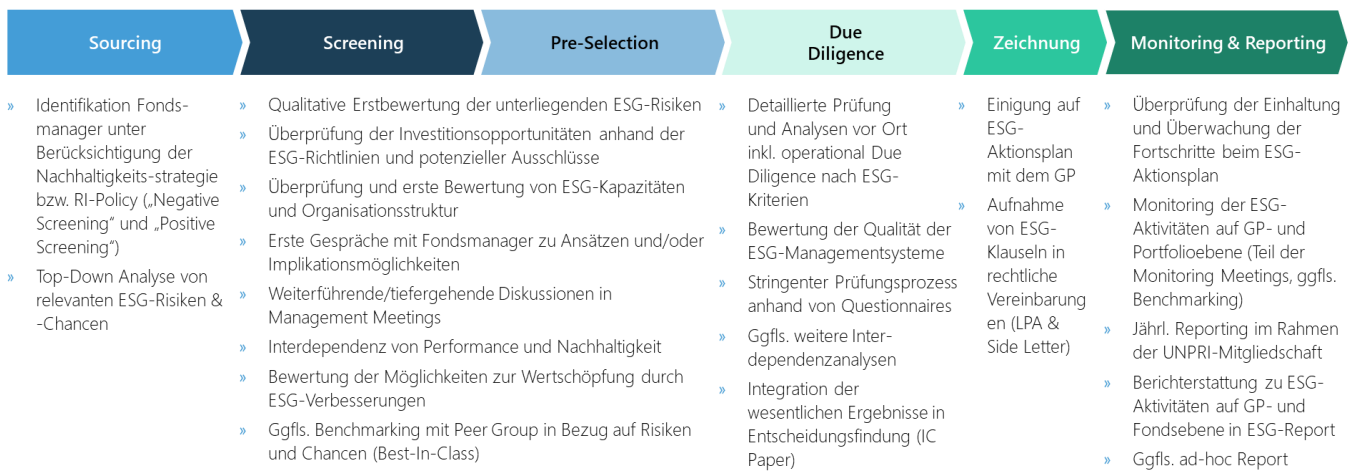 Sourcing
Screening
Pre-Selection
Due
Diligence
Zeichnung
Monitoring & Reporting
» Identifikation Fonds-
manager unter
Berücksichtigung der
Nachhaltigkeits-strategie
bzw. RI-Policy („Negative
Screening“ und „Positive
Screening“)
» Top-Down Analyse von
relevanten ESG-Risiken &
-Chancen
» Qualitative Erstbewertung der unterliegenden ESG-Risiken
» Überprüfung der Investitionsopportunitäten anhand der
ESG-Richtlinien und potenzieller Ausschlüsse
» Überprüfung und erste Bewertung von ESG-Kapazitäten
und Organisationsstruktur
» Erste Gespräche mit Fondsmanager zu Ansätzen und/oder
Implikationsmöglichkeiten
» Weiterführende/tiefergehende Diskussionen in
Management Meetings
» Interdependenz von Performance und Nachhaltigkeit
» Bewertung der Möglichkeiten zur Wertschöpfung durch
ESG-Verbesserungen
» Ggfls. Benchmarking mit Peer Group in Bezug auf Risiken
und Chancen (Best-In-Class)
» Detaillierte Prüfung
und Analysen vor Ort
inkl. operational Due
Diligence nach ESG-
Kriterien
» Bewertung der Qualität der
ESG-Managementsysteme
» Stringenter Prüfungsprozess
anhand von Questionnaires
» Ggfls. weitere Inter-
dependenzanalysen
» Integration der
wesentlichen Ergebnisse in
Entscheidungsfindung (IC
Paper)
» Einigung auf
ESG-
Aktionsplan
mit dem GP
» Aufnahme
von ESG-
Klauseln in
rechtliche
Vereinbarung
en (LPA &
Side Letter)
» Überprüfung der Einhaltung
und Überwachung der
Fortschritte beim ESG-
Aktionsplan
» Monitoring der ESG-
Aktivitäten auf GP- und
Portfolioebene (Teil der
Monitoring Meetings, ggfls.
Benchmarking)
» Jährl. Reporting im Rahmen
der UNPRI-Mitgliedschaft
» Berichterstattung zu ESG-
Aktivitäten auf GP- und
Fondsebene in ESG-Report
» Ggfls. ad-hoc Report